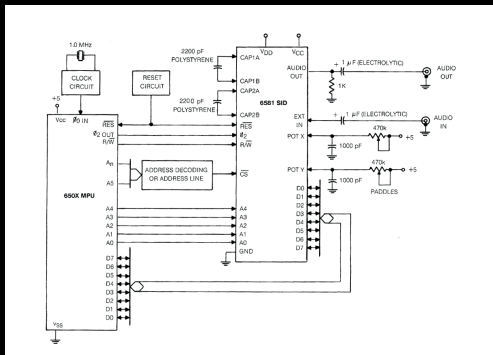 1.0 MHz
CLOCK
CIRCUIT
+5
Vcc
Ø0 IN
RES
Ø2 OUT
R/W
An
A5
650X MPU
A4
A3
A2
A1
A0
D7
D6
D5
D4
D3
D2
D1
D0
VSS
RESET
CIRCUIT
2200 pF
POLYSTYRENE
2200 pF
POLYSTYRENE
ADDRESS DECODING
OR ADDRESS LINE
VDD
VCC
CAP1A
CAP1B
CAP2A
CAP2B
RES
Ø2
R/W
CS
A4
A3
A2
A1
A0
GND
6581 SID
AUDIO
OUT
EXT
IN
POT X
POT Y
D0
D1
D2
D3
D4
D5
D6
D7
+ 1 µF (ELECTROLYTIC)
1K
AUDIO
OUT
+ 1 µF (ELECTROLYTIC)
AUDIO
IN
470k
+5
1000 pF
470k
+5
1000 pF
PADDLES